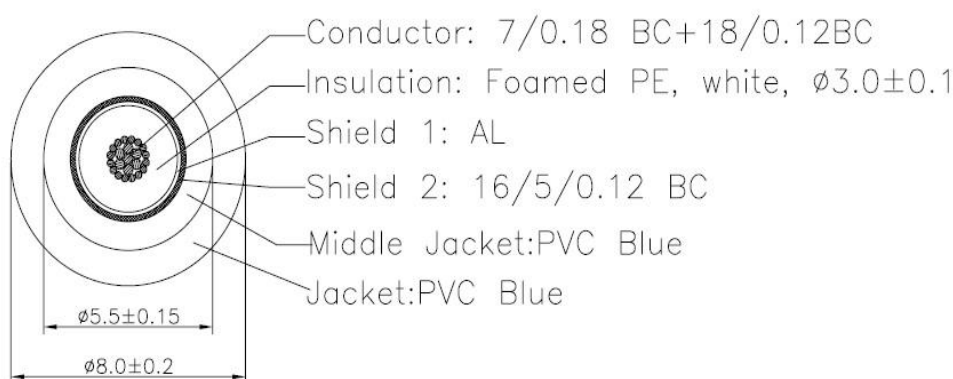 Conductor: 7/0.18 BC+18/0.12BC
Insulation: Foamed PE, white, ø3.0±0.1
Shield 1: AL
Shield 2: 16/5/0.12 BC
Middle Jacket:PVC Blue
Jacket:PVC Blue
ø5.5±0.15
ø8.0±0.2